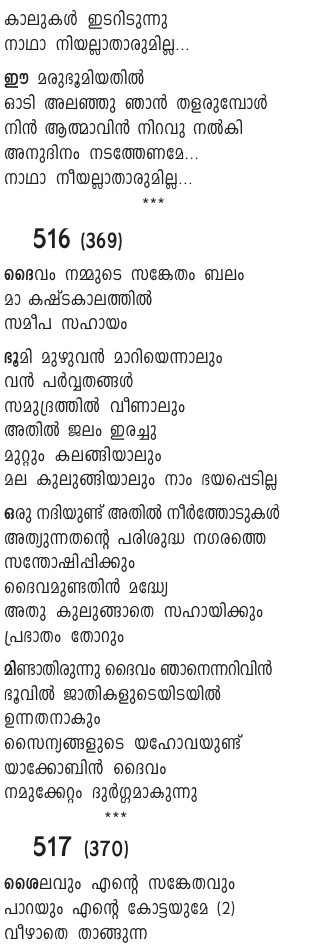 കാലുകൾ ഇടറിടുന്നു
നാഥാ നിയല്ലാതാരുമില്ല...
ഈ മരുഭൂമിയതിൽ
ഓടി അലഞ്ഞു ഞാൻ തളരുമ്പോൾ
നിൻ ആത്മാവിൻ നിറവു നൽകി
അനുദിനം നടത്തേണമേ...
നാഥാ നീയല്ലാതാരുമില്ല...
***
516 (369)
ദൈവം നമ്മുടെ സങ്കേതം ബലം
മാ കഷ്ടകാലത്തിൽ
സമീപ സഹായം
ഭൂമി മുഴുവൻ മാറിയെന്നാലും
വൻ പർവ്വതങ്ങൾ
സമുദ്രത്തിൽ വീണാലും
അതിൽ ജലം ഇരച്ചു
മുറ്റും കലങ്ങിയാലും
മല കുലുങ്ങിയാലും നാം ഭയപ്പെടില്ല
ഒരു നദിയുണ്ട് അതിൽ നീർത്തോടുകൾ
അത്യുന്നതന്റെ പരിശുദ്ധ നഗരത്തെ
സന്തോഷിപ്പിക്കും
ദൈവമുണ്ടതിൻ മദ്ധ്യേ
അതു കുലുങ്ങാതെ സഹായിക്കും
പ്രഭാതം തോറും
മിണ്ടാതിരുന്നു ദൈവം ഞാനെന്നറിവിൻ
ഭൂവിൽ ജാതികളുടെയിടയിൽ
ഉന്നതനാകും
സൈന്യങ്ങളുടെ യഹോവയുണ്ട്
യാക്കോബിൻ ദൈവം
നമുക്കേറ്റം ദുർഗ്ഗമാകുന്നു
***
517 (370)
ശൈലവും എന്റെ സങ്കേതവും
പാറയും എന്റെ കോട്ടയുമേ (2)
വീഴാതെ താങ്ങുന്ന